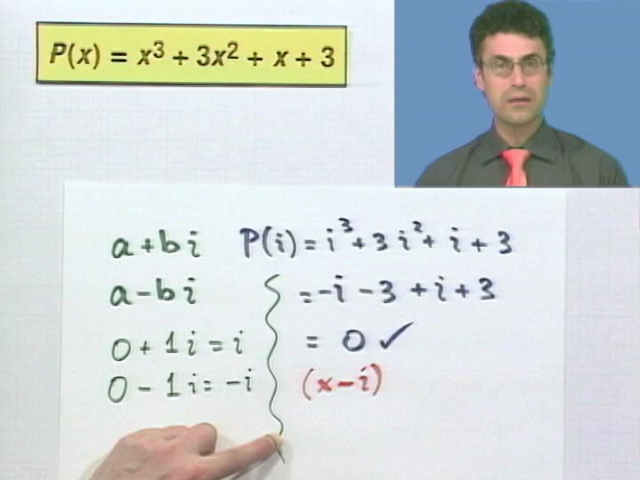 P(x) = x³ + 3x² + x + 3
a+bi P(i) = i³ + 3i² + i + 3
a-bi = -i - 3 + i + 3
0 + 1i = i = 0 ✓
0 - 1i = -i (x-i)